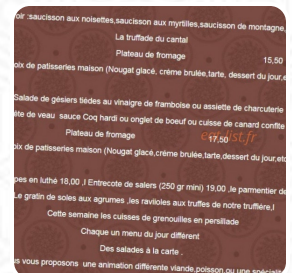 oir :saucisson aux noisettes,saucisson aux myrtilles,saucisson de montagne,
La truffade du cantal
Plateau de fromage 15,50
oix de patisseries maison (Nougat glacé, crème brulée,tarte, dessert du jour,e
Salade de gésiers tièdes au vinaigre de framboise ou assiette de charcuterie
ête de veau sauce Coq hardi ou onglet de boeuf ou cuisse de canard confite
Plateau de fromage 17,50
oix de patisseries maison (Nougat glacé,crème brulée,tarte,dessert du jour,etc
pes en luthé 18,00 ,l Entrecote de salers (250 gr mini) 19,00 ,le parmentier de
Le gratin de soles aux agrumes ,les ravioles aux truffes de notre truffière,l
Cette semaine les cuisses de grenouilles en persillade
Chaque un menu du jour différent
Des salades à la carte .
s vous proposons une animation différente viande,poisson,ou une spécialité